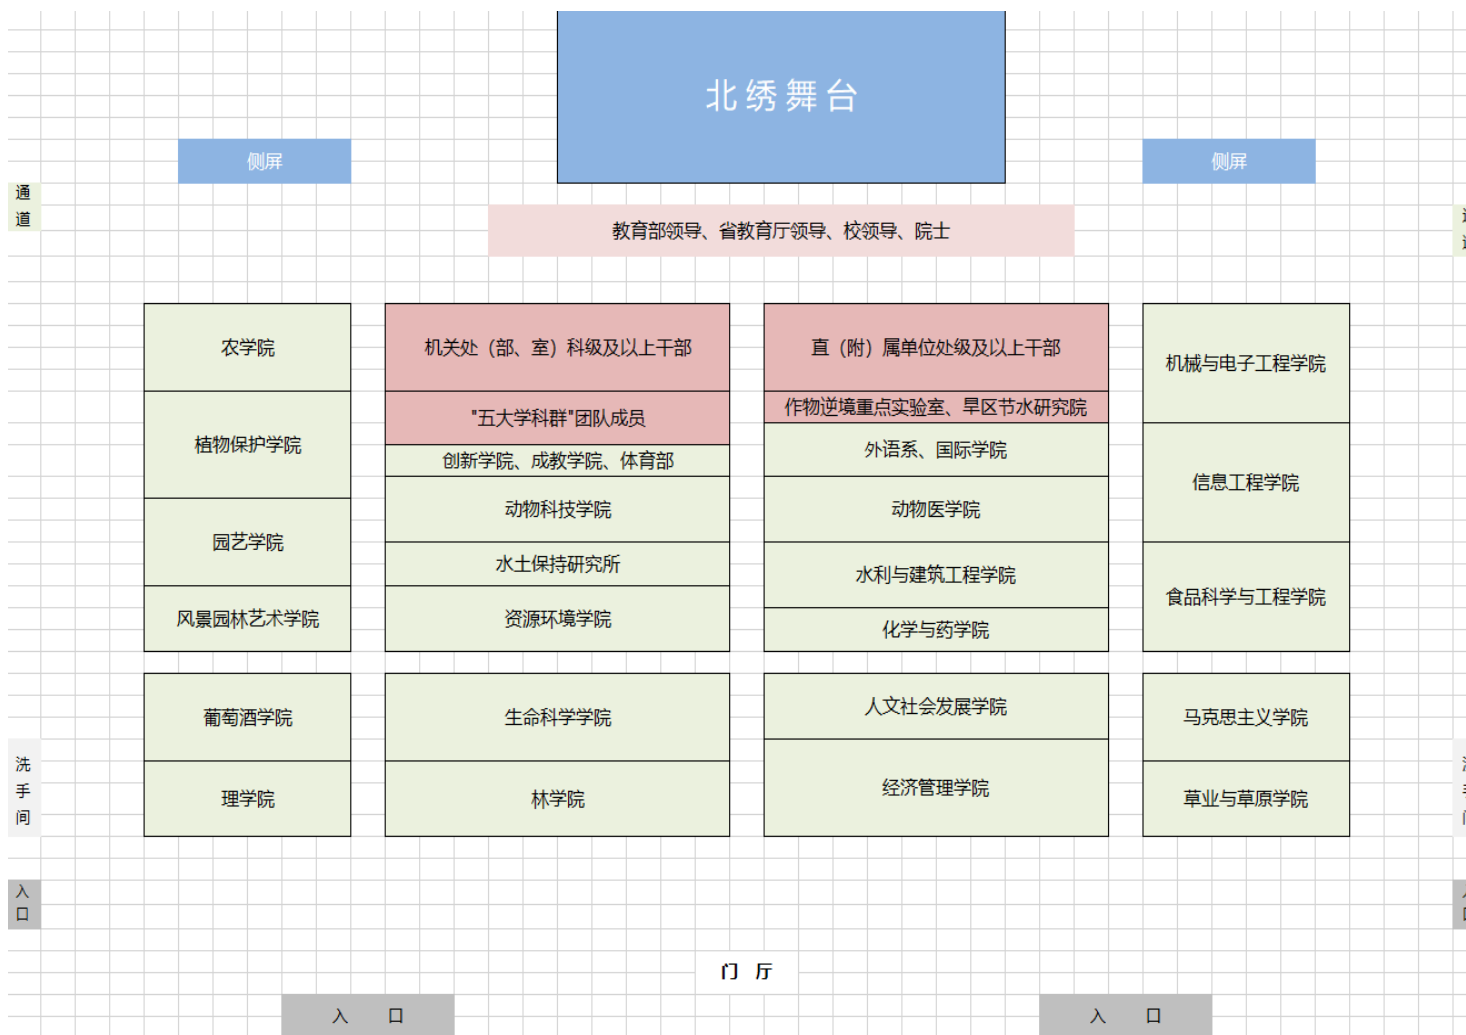 北绣舞台
侧屏
侧屏
通
道
教育部领导、省教育厅领导、校领导、院士
农学院
植物保护学院
园艺学院
风景园林艺术学院
机关处（部、室）科级及以上干部
"五大学科群"团队成员
创新学院、成教学院、体育部
动物科技学院
水土保持研究所
资源环境学院
直（附）属单位处级及以上干部
作物逆境重点实验室、旱区节水研究院
外语系、国际学院
动物医学院
水利与建筑工程学院
化学与药学院
机械与电子工程学院
信息工程学院
食品科学与工程学院
葡萄酒学院
理学院
生命科学学院
林学院
人文社会发展学院
经济管理学院
马克思主义学院
草业与草原学院
洗
手
间
入
口
门 厅
入 口
入 口